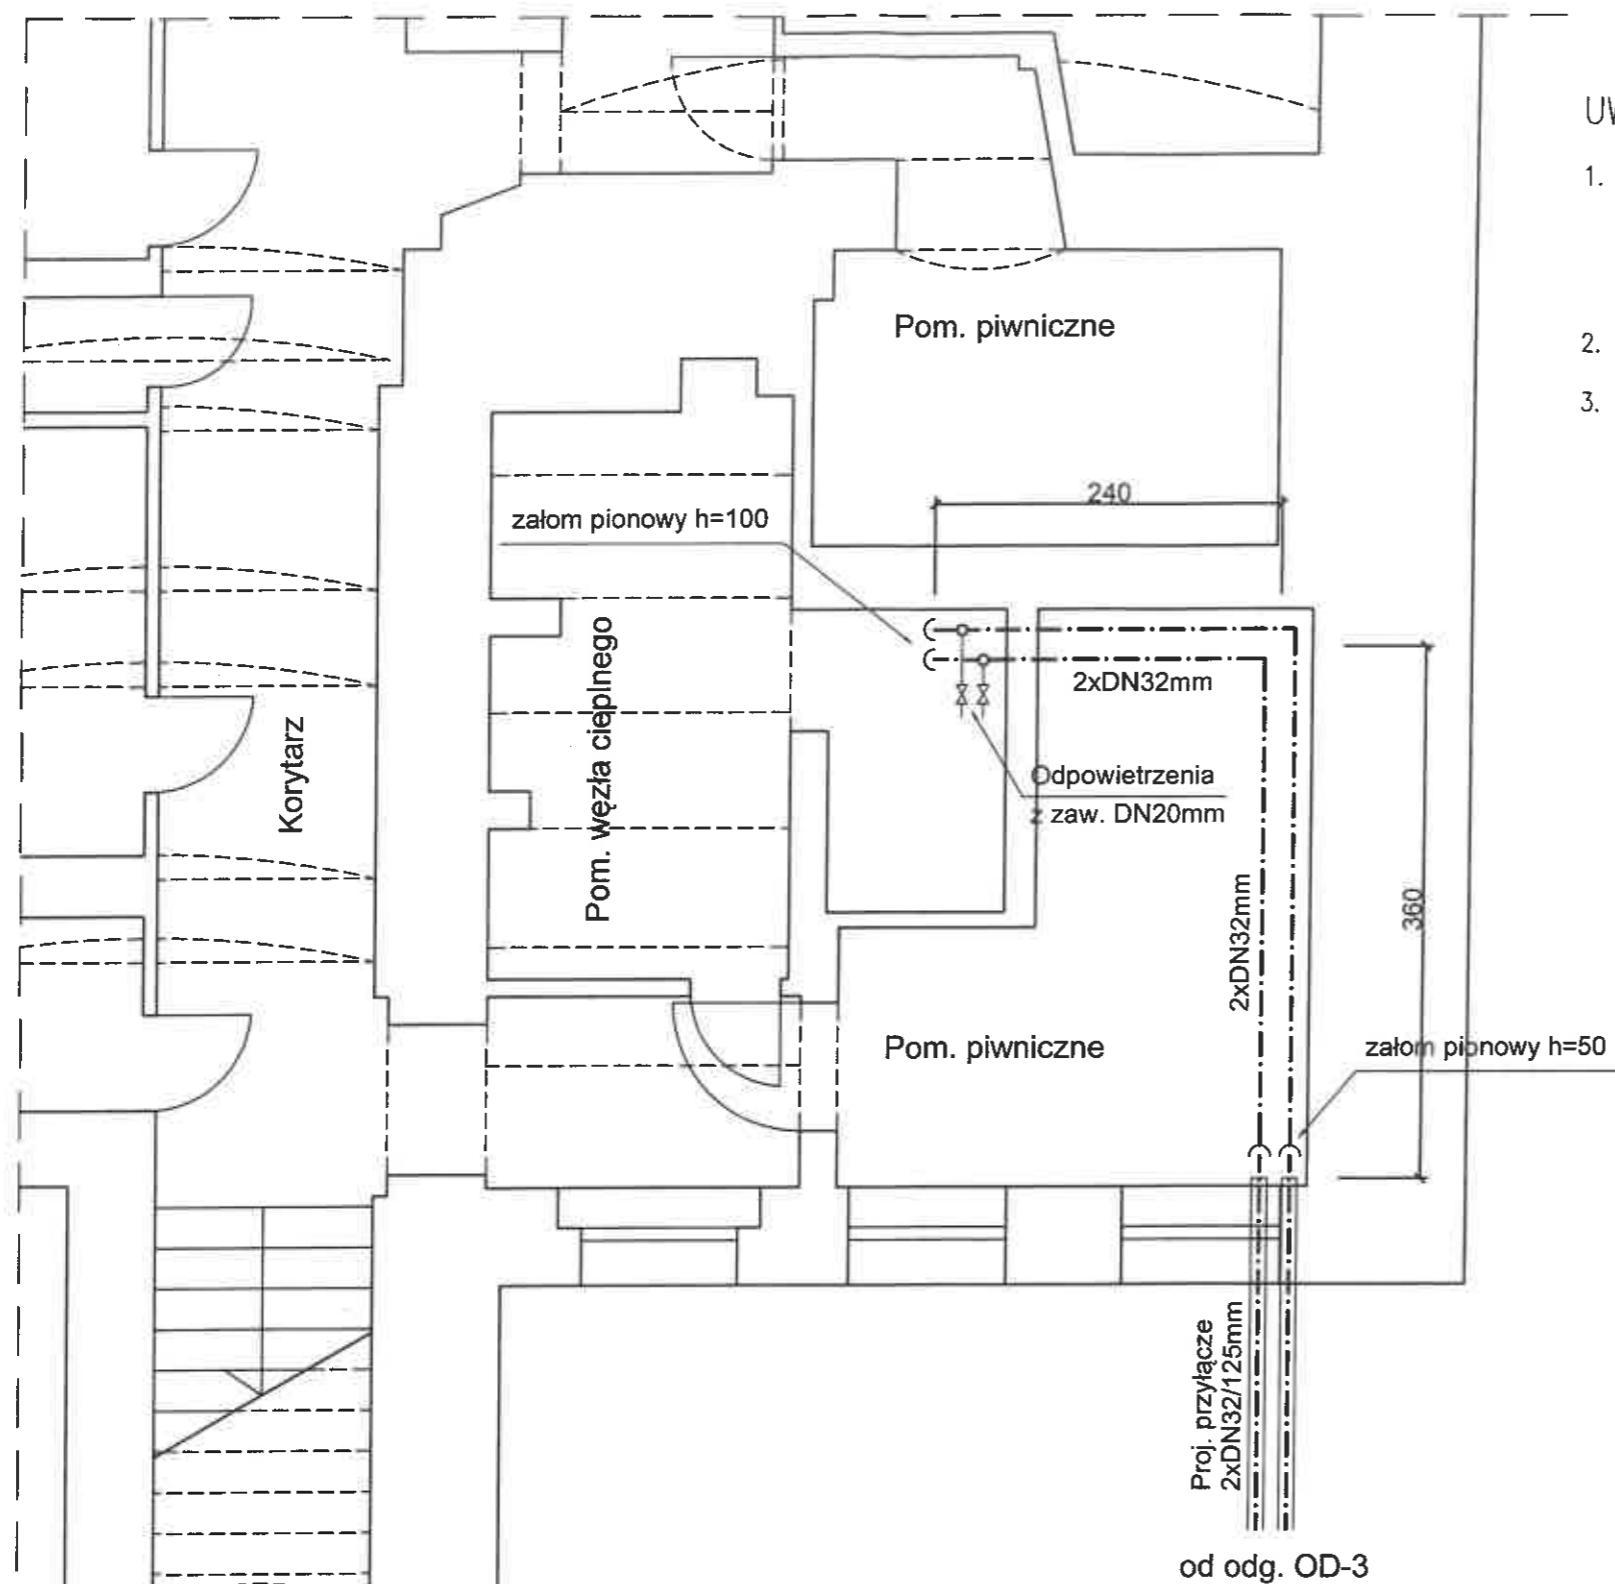 UW
1.
Pom. piwniczne
2.
3.
240
załom pionowy h=100
2xDN32mm
Pom. węzła cieplnego
Korytarz
Odpowietrzenia
z zaw. DN20mm
2xDN32mm
360
Pom. piwniczne
załom pionowy h=50
Proj. przyłącze
2xDN32/125mm
od odg. OD-3